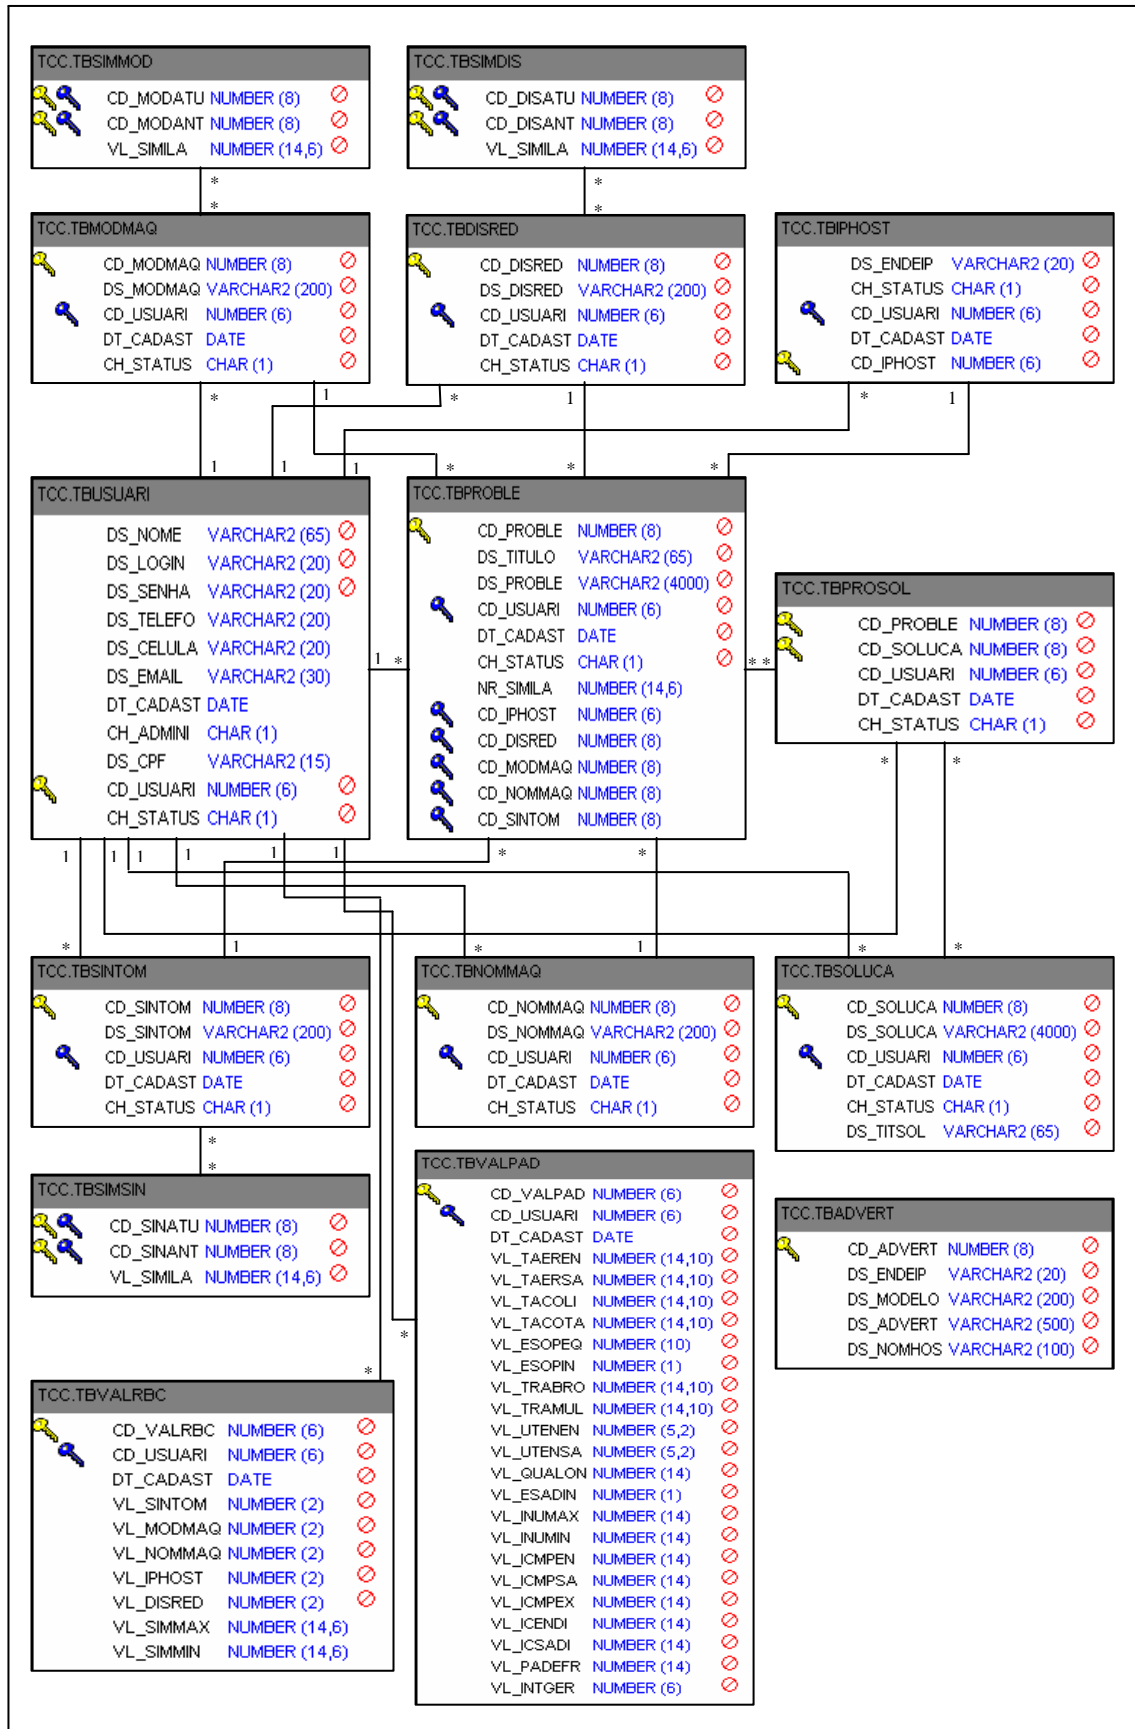 TCC.TBSIMMOD
CD_MODATU NUMBER (8)
CD_MODANT NUMBER (8)
VL_SIMILA NUMBER (14,6)
TCC.TBSIMDIS
CD_DISATU NUMBER (8)
CD_DISANT NUMBER (8)
VL_SIMILA NUMBER (14,6)
*
*
*
*
TCC.TBMODMAQ
CD_MODMAQ NUMBER (8)
DS_MODMAQ VARCHAR2 (200)
CD_USUARI NUMBER (6)
DT_CADAST DATE
CH_STATUS CHAR (1)
TCC.TBDISRED
CD_DISRED NUMBER (8)
DS_DISRED VARCHAR2 (200)
CD_USUARI NUMBER (6)
DT_CADAST DATE
CH_STATUS CHAR (1)
TCC.TBIPHOST
DS_ENDEIP VARCHAR2 (20)
CH_STATUS CHAR (1)
CD_USUARI NUMBER (6)
DT_CADAST DATE
CD_IPHOST NUMBER (6)
* 1 * 1 * 1
1 1 1 * * *
TCC.TBUSUARI
DS_NOME VARCHAR2 (65)
DS_LOGIN VARCHAR2 (20)
DS_SENHA VARCHAR2 (20)
DS_TELEFO VARCHAR2 (20)
DS_CELULA VARCHAR2 (20)
DS_EMAIL VARCHAR2 (30)
DT_CADAST DATE
CH_ADMINI CHAR (1)
DS_CPF VARCHAR2 (15)
CD_USUARI NUMBER (6)
CH_STATUS CHAR (1)
1 *
TCC.TBPROBLE
CD_PROBLE NUMBER (8)
DS_TITULO VARCHAR2 (65)
DS_PROBLE VARCHAR2 (4000)
CD_USUARI NUMBER (6)
DT_CADAST DATE
CH_STATUS CHAR (1)
NR_SIMILA NUMBER (14,6)
CD_IPHOST NUMBER (6)
CD_DISRED NUMBER (8)
CD_MODMAQ NUMBER (8)
CD_NOMMAQ NUMBER (8)
CD_SINTOM NUMBER (8)
* *
TCC.TBPROSOL
CD_PROBLE NUMBER (8)
CD_SOLUCA NUMBER (8)
CD_USUARI NUMBER (6)
DT_CADAST DATE
CH_STATUS CHAR (1)
* *
1 1 1 1 1 1 * *
* 1 * 1 * *
TCC.TBSINTOM
CD_SINTOM NUMBER (8)
DS_SINTOM VARCHAR2 (200)
CD_USUARI NUMBER (6)
DT_CADAST DATE
CH_STATUS CHAR (1)
TCC.TBNOMMAQ
CD_NOMMAQ NUMBER (8)
DS_NOMMAQ VARCHAR2 (200)
CD_USUARI NUMBER (6)
DT_CADAST DATE
CH_STATUS CHAR (1)
TCC.TBSOLUCA
CD_SOLUCA NUMBER (8)
DS_SOLUCA VARCHAR2 (4000)
CD_USUARI NUMBER (6)
DT_CADAST DATE
CH_STATUS CHAR (1)
DS_TITSOL VARCHAR2 (65)
*
*
TCC.TBSIMSIN
CD_SINATU NUMBER (8)
CD_SINANT NUMBER (8)
VL_SIMILA NUMBER (14,6)
*
*
TCC.TBVALPAD
CD_VALPAD NUMBER (6)
CD_USUARI NUMBER (6)
DT_CADAST DATE
VL_TAEREN NUMBER (14,10)
VL_TAERSA NUMBER (14,10)
VL_TACOLI NUMBER (14,10)
VL_TACOTA NUMBER (14,10)
VL_ESOPEQ NUMBER (10)
VL_ESOPIN NUMBER (1)
VL_TRABRO NUMBER (14,10)
VL_TRAMUL NUMBER (14,10)
VL_UTENEN NUMBER (5,2)
VL_UTENSA NUMBER (5,2)
VL_QUALON NUMBER (14)
VL_ESADIN NUMBER (1)
VL_INUMAX NUMBER (14)
VL_INUMIN NUMBER (14)
VL_ICMPEN NUMBER (14)
VL_ICMPSA NUMBER (14)
VL_ICMPEX NUMBER (14)
VL_ICENDI NUMBER (14)
VL_ICSADI NUMBER (14)
VL_PADEFR NUMBER (14)
VL_INTGER NUMBER (6)
TCC.TBADVERT
CD_ADVERT NUMBER (8)
DS_ENDEIP VARCHAR2 (20)
DS_MODELO VARCHAR2 (200)
DS_ADVERT VARCHAR2 (500)
DS_NOMHOS VARCHAR2 (100)
TCC.TBVALRBC
CD_VALRBC NUMBER (6)
CD_USUARI NUMBER (6)
DT_CADAST DATE
VL_SINTOM NUMBER (2)
VL_MODMAQ NUMBER (2)
VL_NOMMAQ NUMBER (2)
VL_IPHOST NUMBER (2)
VL_DISRED NUMBER (2)
VL_SIMMAX NUMBER (14,6)
VL_SIMMIN NUMBER (14,6)